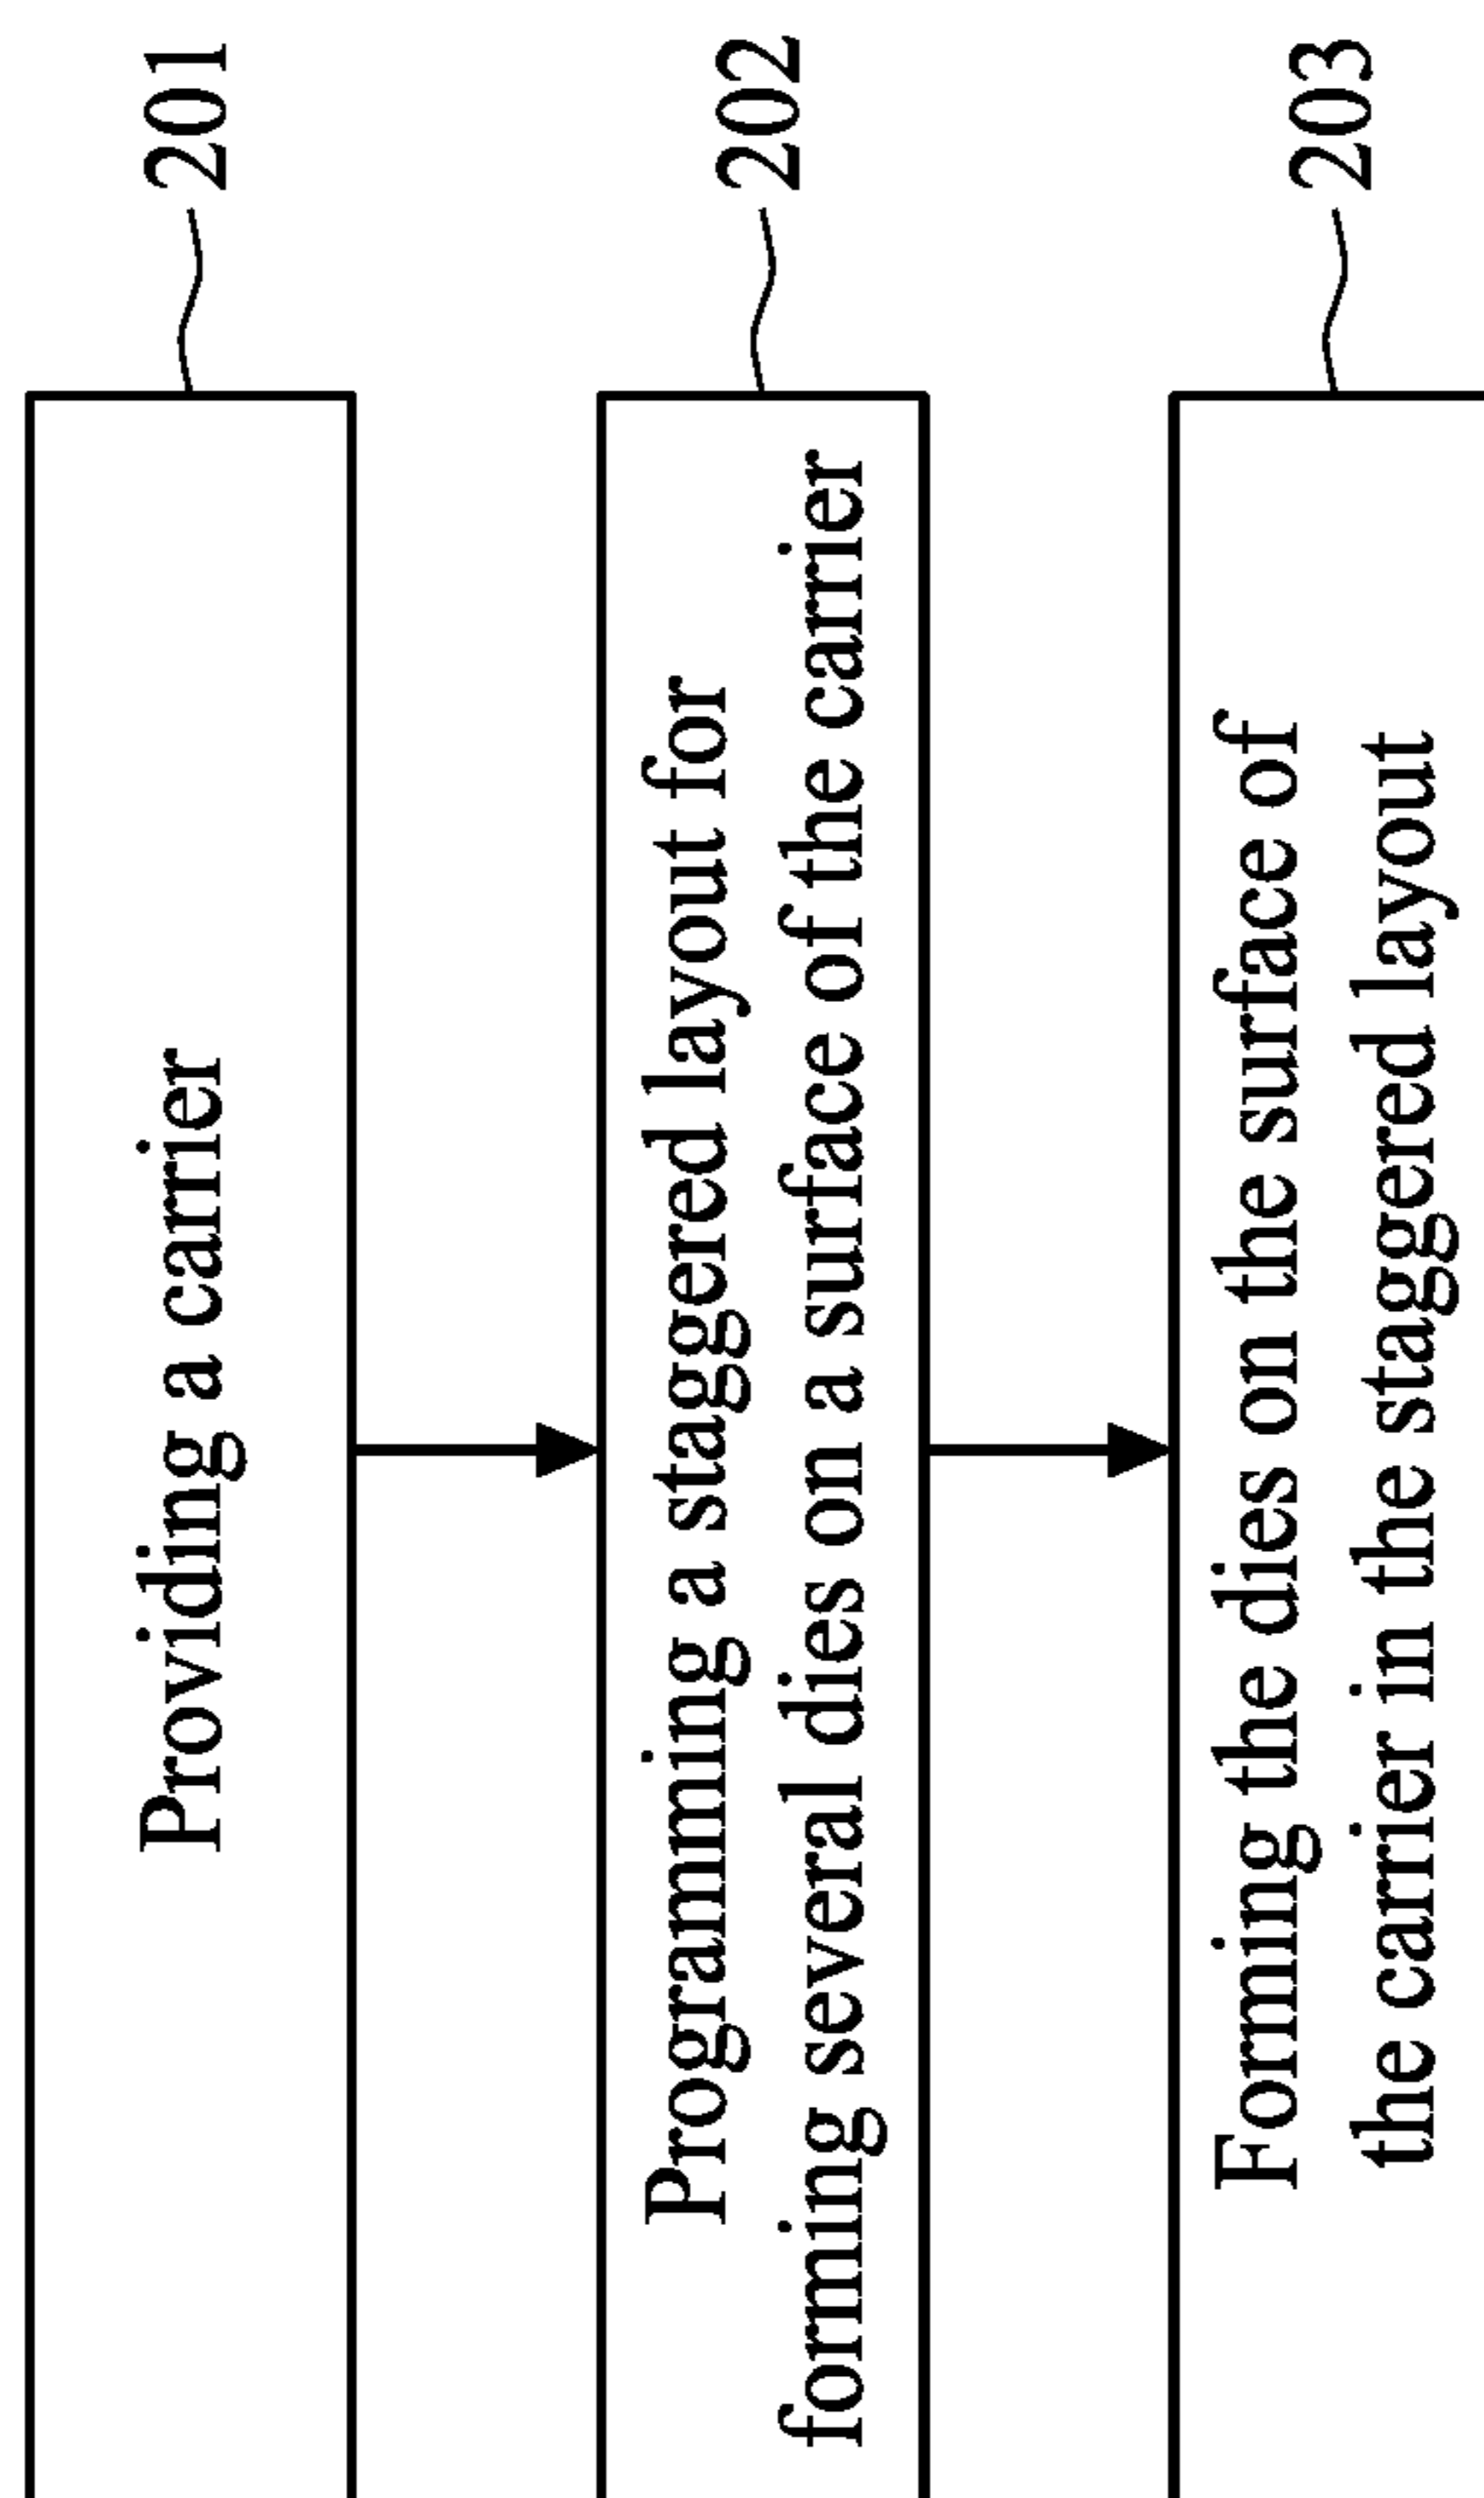 Providing a carrier
201
Programming a staggered layout for
forming several dies on a surface of the carrier
202
Forming the dies on the surface of
the carrier in the staggered layout
203